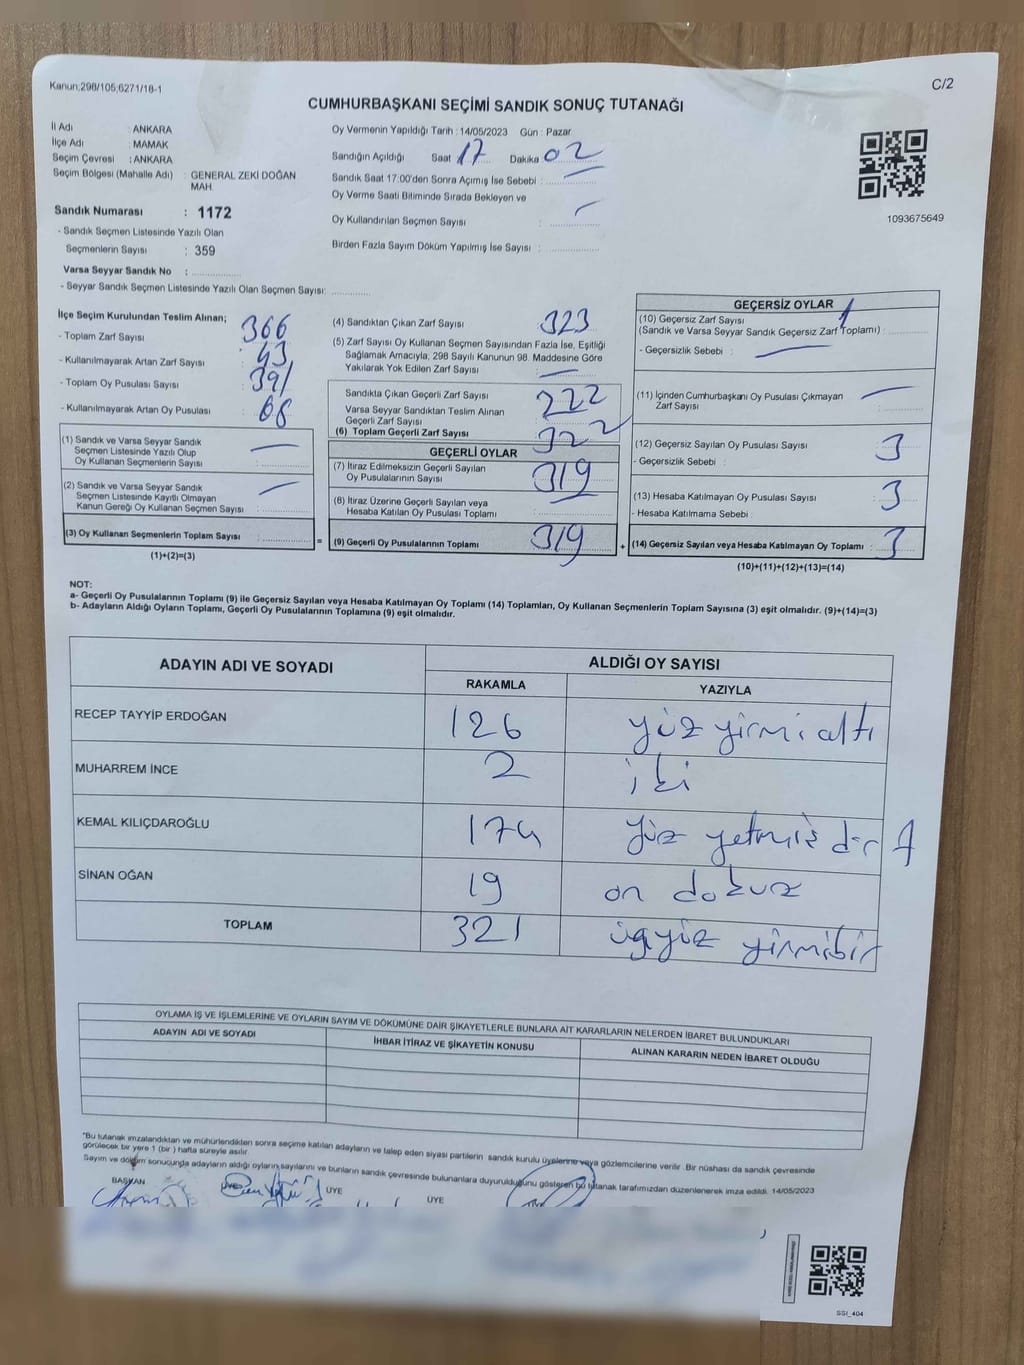 Kanun:298/105;6271/18-1
C/2
CUMHURBAŞKANI SEÇİMİ SANDIK SONUÇ TUTANAĞI
İl Adı : ANKARA
İlçe Adı : MAMAK
Seçim Çevresi : ANKARA
Seçim Bölgesi (Mahalle Adı) : GENERAL ZEKİ DOĞAN
MAH.
Sandık Numarası : 1172
- Sandık Seçmen Listesinde Yazılı Olan
Seçmenlerin Sayısı : 359
Varsa Seyyar Sandık No :
- Seyyar Sandık Seçmen Listesinde Yazılı Olan Seçmen Sayısı:
Oy Vermenin Yapıldığı Tarih : 14/05/2023 Gün : Pazar
Sandığın Açıldığı Saat 17 Dakika 02
Sandık Saat 17:00'den Sonra Açımış İse Sebebi :
Oy Verme Saati Bitiminde Sırada Bekleyen ve
Oy Kullandırılan Seçmen Sayısı :
Birden Fazla Sayım Döküm Yapılmış İse Sayısı :
1093675649
İlçe Seçim Kurulundan Teslim Alınan;
- Toplam Zarf Sayısı : 366
- Kullanılmayarak Artan Zarf Sayısı : 43
- Toplam Oy Pusulası Sayısı : 391
- Kullanılmayarak Artan Oy Pusulası : 68
(1) Sandık ve Varsa Seyyar Sandık
Seçmen Listesinde Yazılı Olup
Oy Kullanan Seçmenlerin Sayısı :
(2) Sandık ve Varsa Seyyar Sandık
Seçmen Listesinde Kayıtlı Olmayan
Kanun Gereği Oy Kullanan Seçmen Sayısı :
(3) Oy Kullanan Seçmenlerin Toplam Sayısı : =
(1)+(2)=(3)
(4) Sandıktan Çıkan Zarf Sayısı : 323
(5) Zarf Sayısı Oy Kullanan Seçmen Sayısından Fazla İse, Eşitliği
Sağlamak Amacıyla, 298 Sayılı Kanunun 98. Maddesine Göre
Yakılarak Yok Edilen Zarf Sayısı :
Sandıkta Çıkan Geçerli Zarf Sayısı : 222
Varsa Seyyar Sandıktan Teslim Alınan
Geçerli Zarf Sayısı :
(6) Toplam Geçerli Zarf Sayısı : 322
GEÇERLİ OYLAR
(7) İtiraz Edilmeksizin Geçerli Sayılan
Oy Pusulalarının Sayısı : 319
(8) İtiraz Üzerine Geçerli Sayılan veya
Hesaba Katılan Oy Pusulası Toplamı :
(9) Geçerli Oy Pusulalarının Toplamı : 319 +
GEÇERSİZ OYLAR
(10) Geçersiz Zarf Sayısı 1
(Sandık ve Varsa Seyyar Sandık Geçersiz Zarf Toplamı) :
- Geçersizlik Sebebi :
(11) İçinden Cumhurbaşkanı Oy Pusulası Çıkmayan
Zarf Sayısı :
(12) Geçersiz Sayılan Oy Pusulası Sayısı : 3
- Geçersizlik Sebebi :
(13) Hesaba Katılmayan Oy Pusulası Sayısı : 3
- Hesaba Katılmama Sebebi :
(14) Geçersiz Sayılan veya Hesaba Katılmayan Oy Toplamı : 3
(10)+(11)+(12)+(13)=(14)
NOT:
a- Geçerli Oy Pusulalarının Toplamı (9) ile Geçersiz Sayılan veya Hesaba Katılmayan Oy Toplamı (14) Toplamları, Oy Kullanan Seçmenlerin Toplam Sayısına (3) eşit olmalıdır. (9)+(14)=(3)
b- Adayların Aldığı Oyların Toplamı, Geçerli Oy Pusulalarının Toplamına (9) eşit olmalıdır.
ADAYIN ADI VE SOYADI ALDIĞI OY SAYISI
RAKAMLA YAZIYLA
RECEP TAYYİP ERDOĞAN 126 yüz yirmi altı
MUHARREM İNCE 2 iki
KEMAL KILIÇDAROĞLU 174 yüz yetmiş dört
SİNAN OĞAN 19 on dokuz
TOPLAM 321 üçyüz yirmibir
OYLAMA İŞ VE İŞLEMLERİNE VE OYLARIN SAYIM VE DÖKÜMÜNE DAİR ŞİKAYETLERLE BUNLARA AİT KARARLARIN NELERDEN İBARET BULUNDUKLARI
ADAYIN ADI VE SOYADI İHBAR İTİRAZ VE ŞİKAYETİN KONUSU ALINAN KARARIN NEDEN İBARET OLDUĞU
"Bu tutanak imzalandıktan ve mühürlendikten sonra seçime katılan adayların ve talep eden siyasi partilerin sandık kurulu üyelerine veya gözlemcilerine verilir. Bir nüshası da sandık çevresinde
görülecek bir yere 1 (bir ) hafta süreyle asılır.
Sayım ve döküm sonucunda adayların aldığı oyların sayılarını ve bunların sandık çevresinde bulunanlara duyurulduğunu gösteren bu tutanak tarafımızdan düzenlenerek imza edildi. 14/05/2023
BAŞKAN ÜYE ÜYE ÜYE
SSI_404